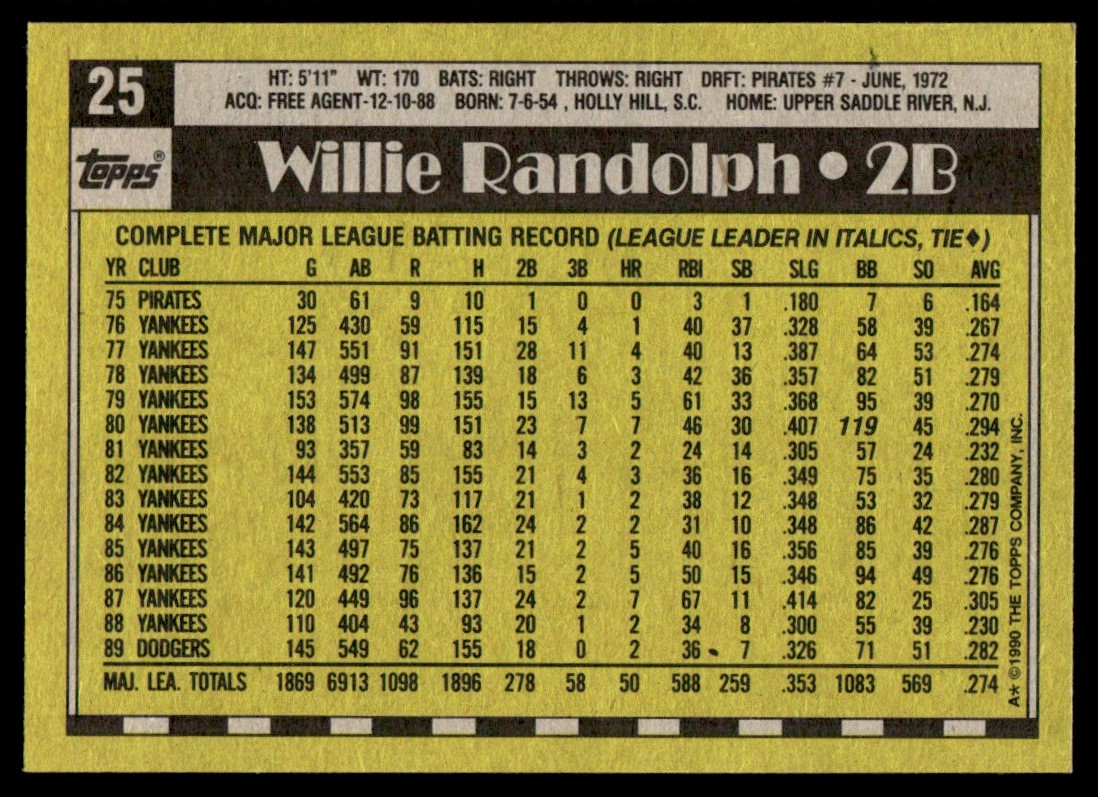 25
HT: 5'11" WT: 170 BATS: RIGHT THROWS: RIGHT DRFT: PIRATES #7 - JUNE, 1972
ACQ: FREE AGENT-12-10-88 BORN: 7-6-54 , HOLLY HILL, S.C. HOME: UPPER SADDLE RIVER, N.J.
topps®
Willie Randolph • 2B
COMPLETE MAJOR LEAGUE BATTING RECORD (LEAGUE LEADER IN ITALICS, TIE♦)
YR CLUB G AB R H 2B 3B HR RBI SB SLG BB SO AVG
75 PIRATES 30 61 9 10 1 0 0 3 1 .180 7 6 .164
76 YANKEES 125 430 59 115 15 4 1 40 37 .328 58 39 .267
77 YANKEES 147 551 91 151 28 11 4 40 13 .387 64 53 .274
78 YANKEES 134 499 87 139 18 6 3 42 36 .357 82 51 .279
79 YANKEES 153 574 98 155 15 13 5 61 33 .368 95 39 .270
80 YANKEES 138 513 99 151 23 7 7 46 30 .407 119 45 .294
81 YANKEES 93 357 59 83 14 3 2 24 14 .305 57 24 .232
82 YANKEES 144 553 85 155 21 4 3 36 16 .349 75 35 .280
83 YANKEES 104 420 73 117 21 1 2 38 12 .348 53 32 .279
84 YANKEES 142 564 86 162 24 2 2 31 10 .348 86 42 .287
85 YANKEES 143 497 75 137 21 2 5 40 16 .356 85 39 .276
86 YANKEES 141 492 76 136 15 2 5 50 15 .346 94 49 .276
87 YANKEES 120 449 96 137 24 2 7 67 11 .414 82 25 .305
88 YANKEES 110 404 43 93 20 1 2 34 8 .300 55 39 .230
89 DODGERS 145 549 62 155 18 0 2 36 7 .326 71 51 .282
MAJ. LEA. TOTALS 1869 6913 1098 1896 278 58 50 588 259 .353 1083 569 .274
A★ ©1990 THE TOPPS COMPANY, INC.